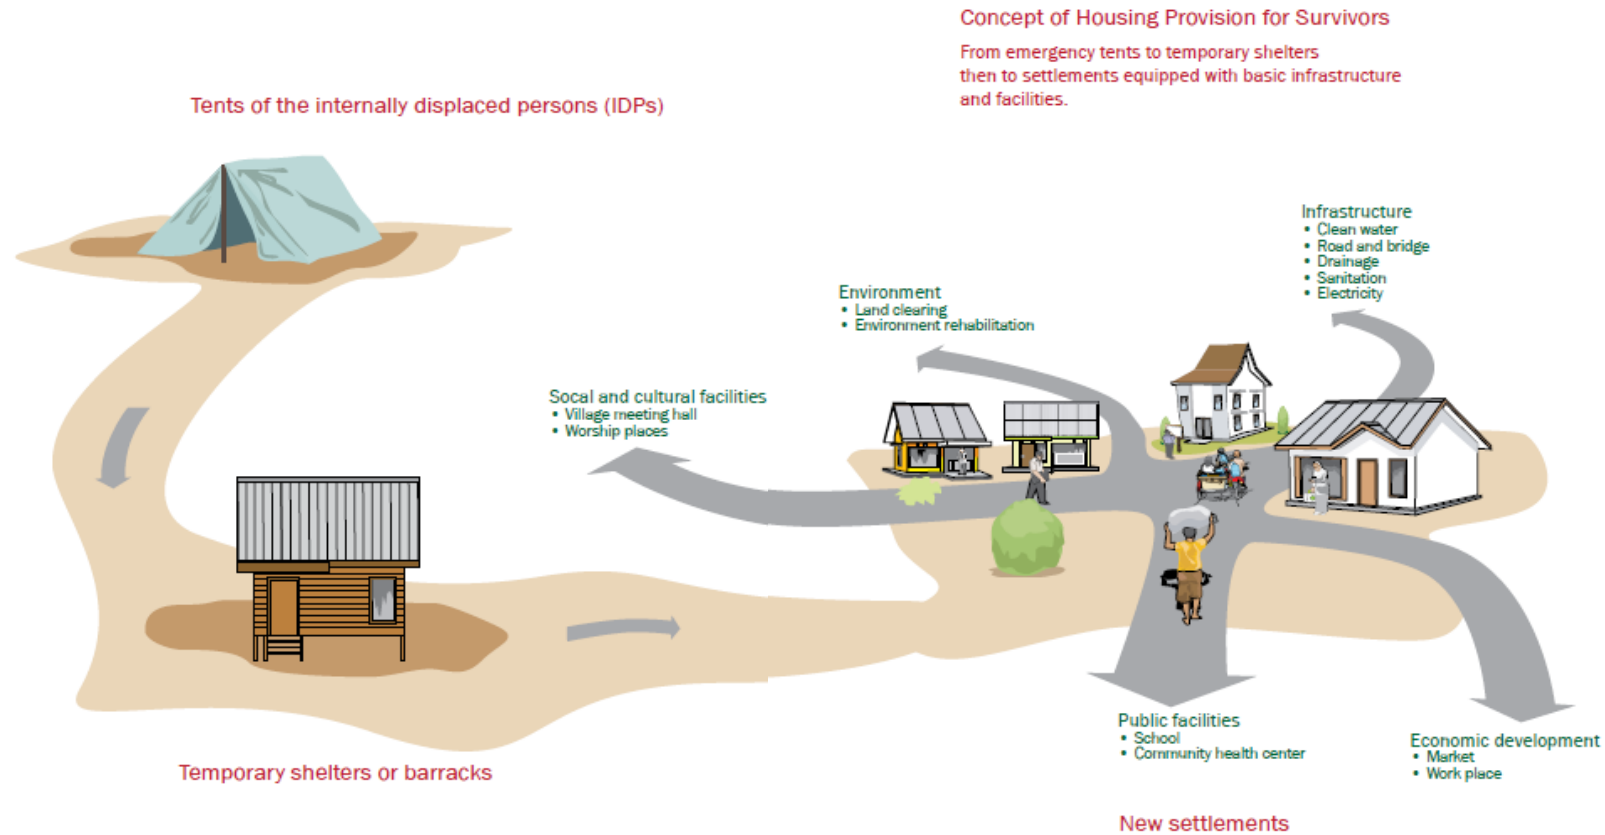 Concept of Housing Provision for Survivors
From emergency tents to temporary shelters
then to settlements equipped with basic infrastructure
and facilities.
Tents of the internally displaced persons (IDPs)
Infrastructure
• Clean water
• Road and bridge
• Drainage
• Sanitation
• Electricity
Environment
• Land clearing
• Environment rehabilitation
Socal and cultural facilities
• Village meeting hall
• Worship places
Public facilities
• School
• Community health center
Economic development
• Market
• Work place
Temporary shelters or barracks
New settlements